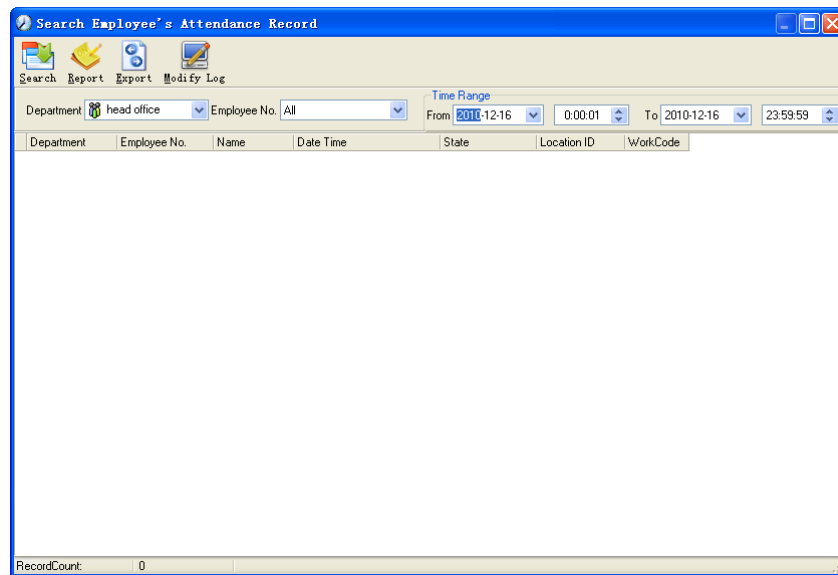 Search Employee's Attendance Record
Search Report Export Modify Log
Time Range
Department head office Employee No. All From 2010-12-16 0:00:01 To 2010-12-16 23:59:59
Department Employee No. Name Date Time State Location ID WorkCode
RecordCount: 0